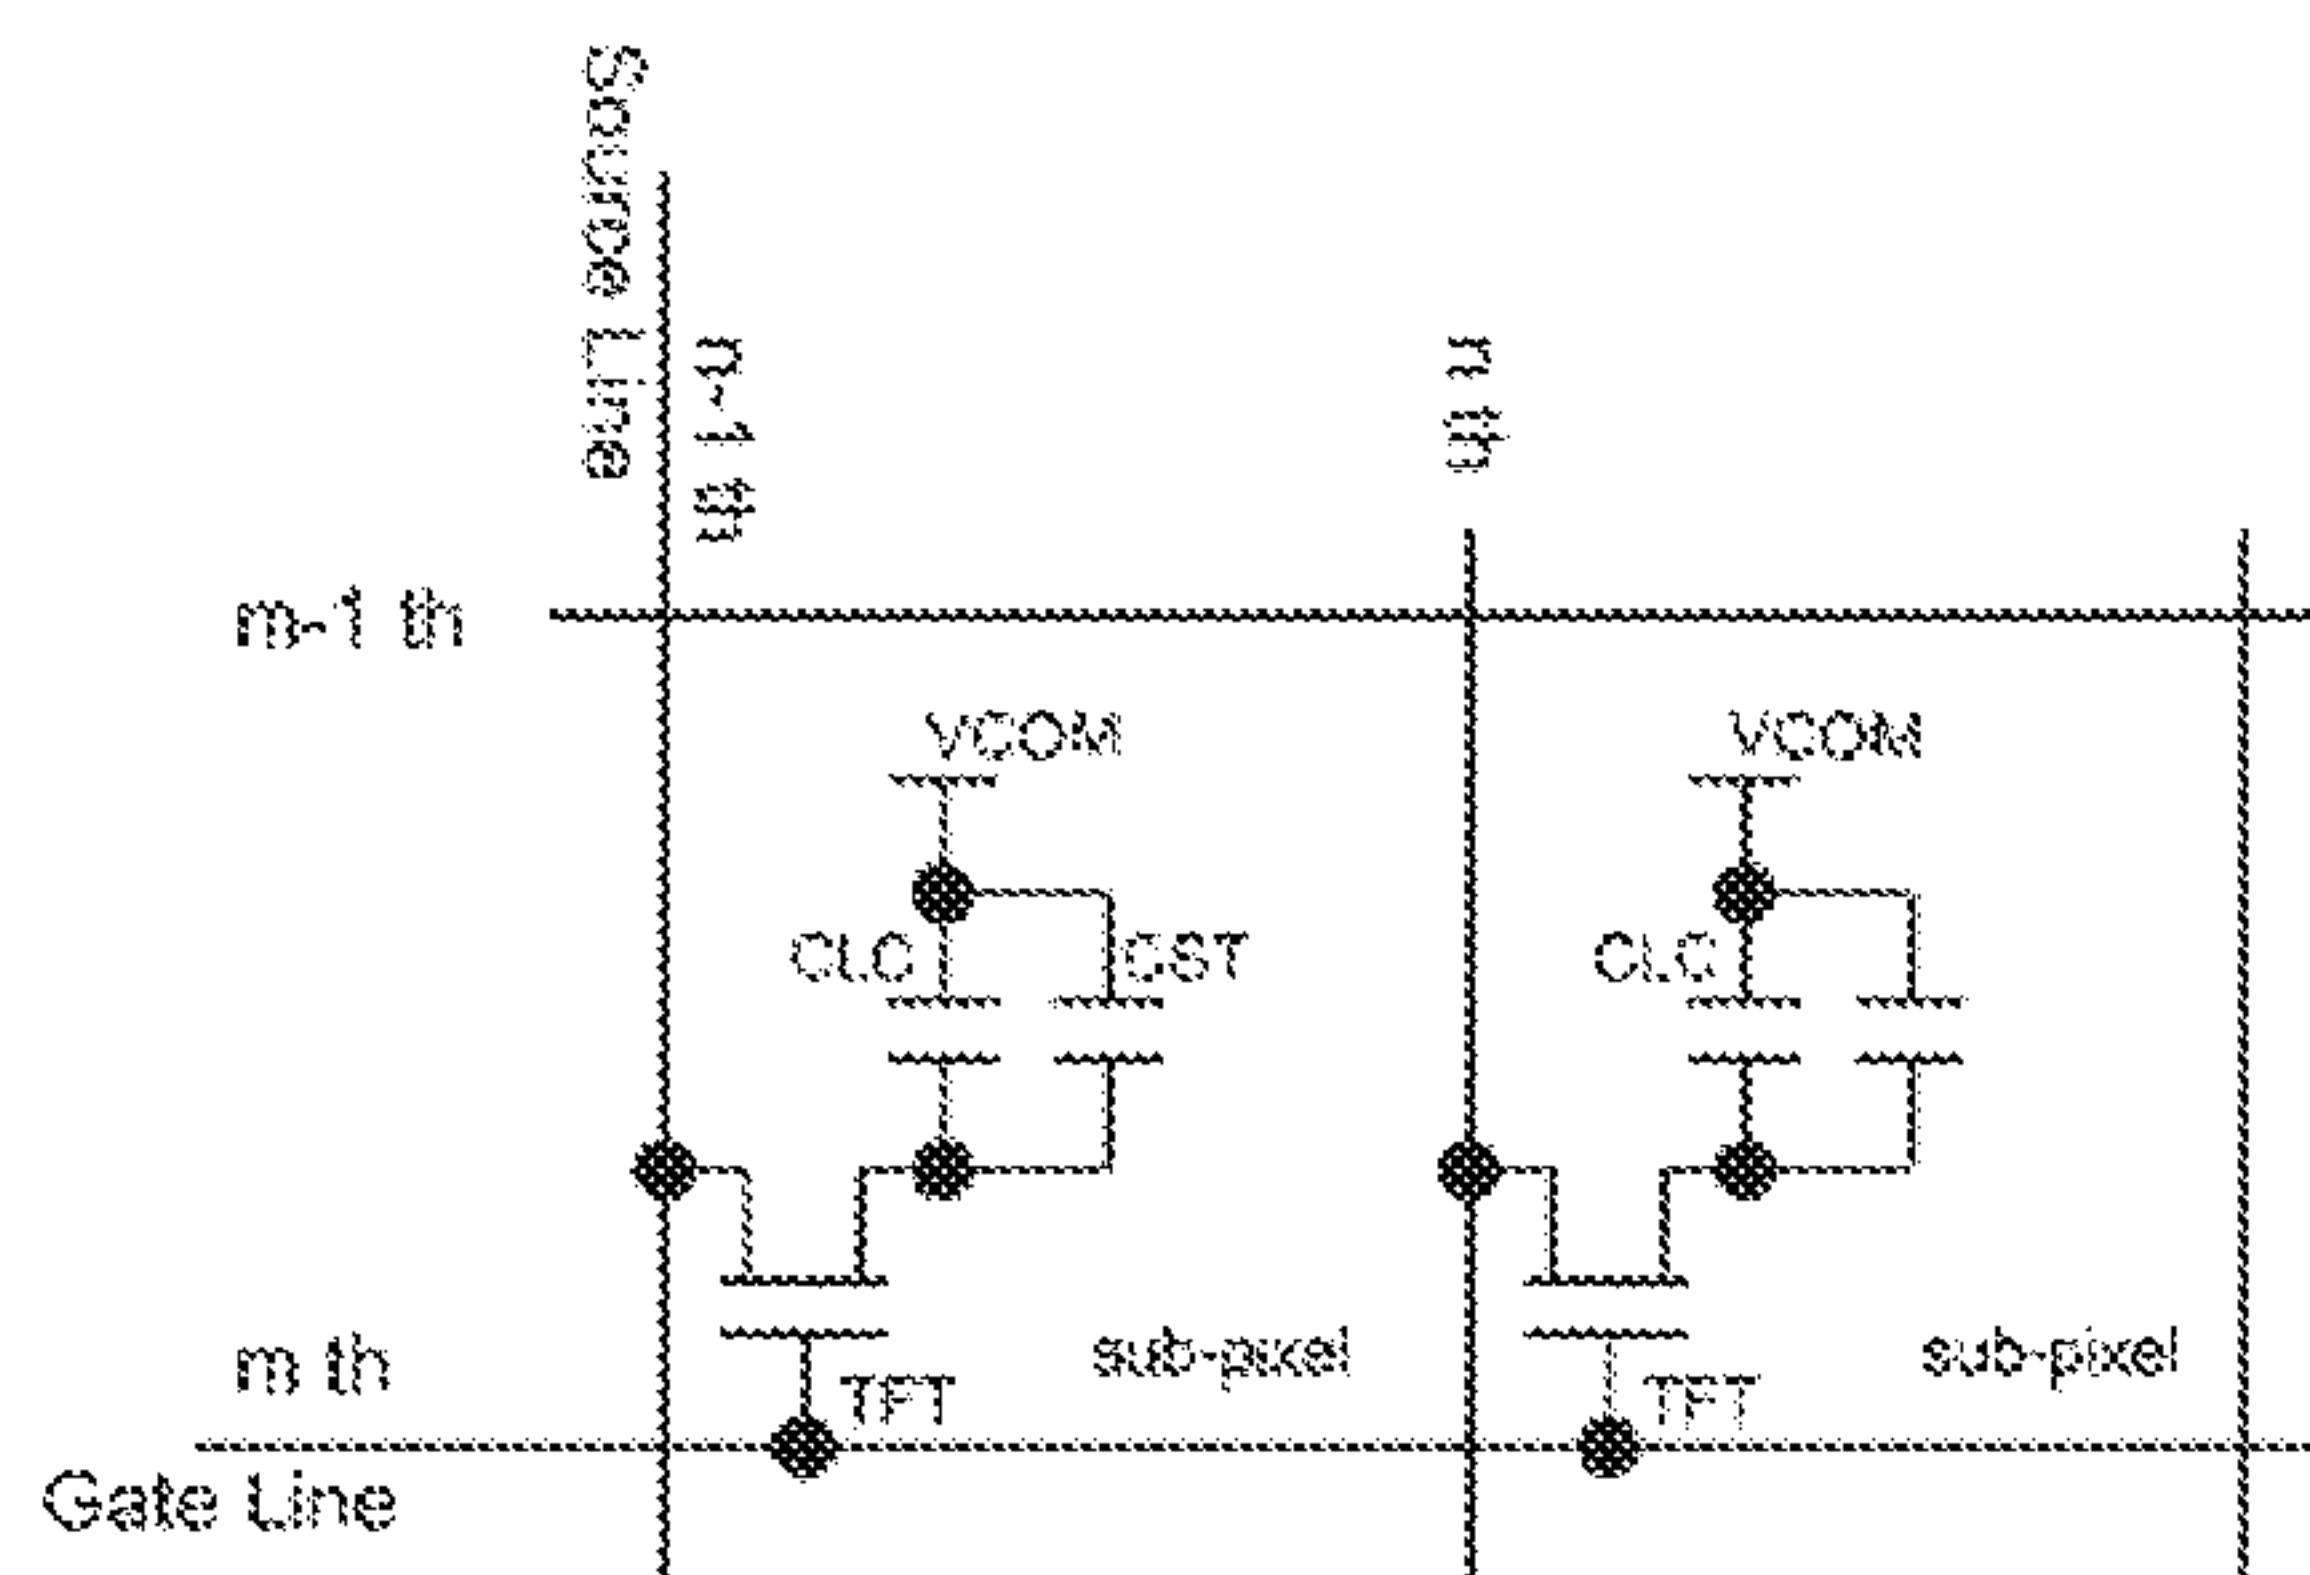 Source Line
n-1 th
n th
m-1 th
VCOM
VCOM
CLC
CST
CLC
m th
sub-pixel
sub-pixel
TFT
TFT
Gate Line